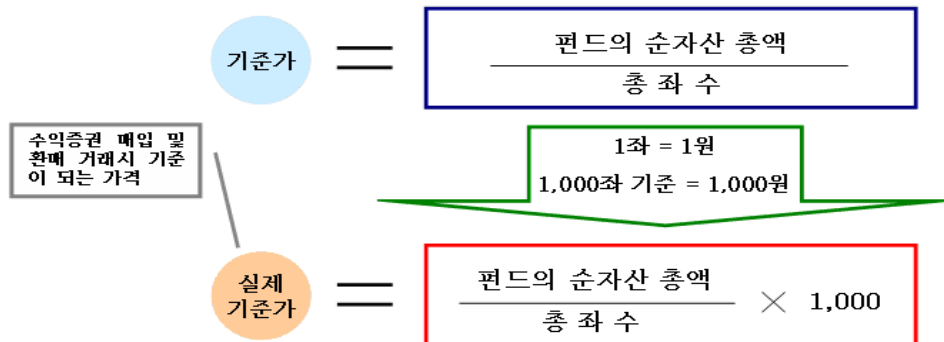 기준가
펀드의 순자산 총액
총 좌 수
수익증권 매입 및
환매 거래시 기준
이 되는 가격
1좌 = 1원
1,000좌 기준 = 1,000원
실제
기준가
펀드의 순자산 총액
총 좌 수
× 1,000